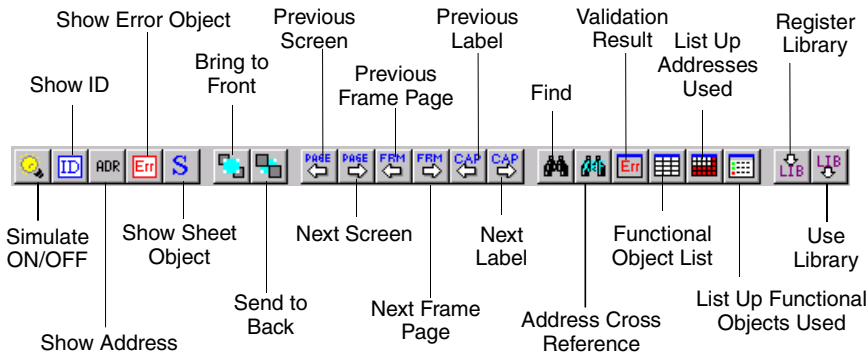 Show Error Object
Previous
Screen
Previous
Label
Validation
Result
Register
Library
Show ID
Bring to
Front
Previous
Frame Page
Find
List Up
Addresses
Used
ID
ADR
Err
S
PAGE
PAGE
FRM
FRM
CAP
CAP
Err
LIB
LIB
Simulate
ON/OFF
Show Sheet
Object
Next Screen
Next
Label
Functional
Object List
Use
Library
Show Address
Send to
Back
Next Frame
Page
Address Cross
Reference
List Up Functional
Objects Used